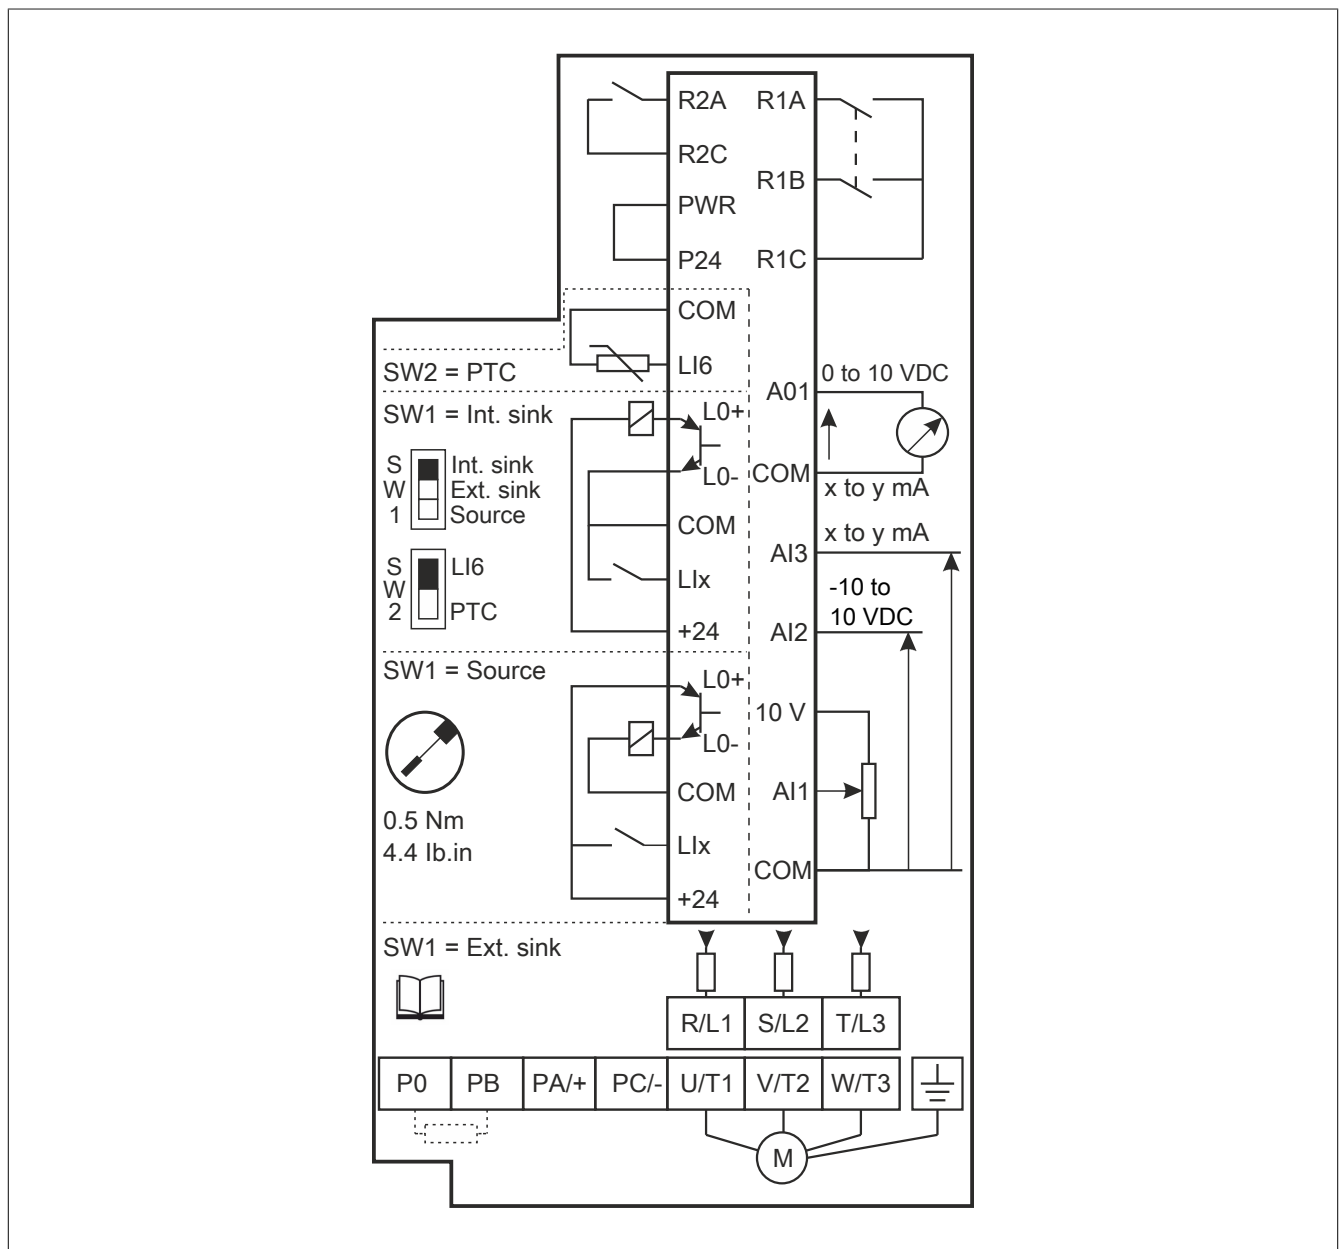 R2A
R1A
R2C
R1B
PWR
P24
R1C
COM
SW2 = PTC
LI6
0 to 10 VDC
A01
SW1 = Int. sink
L0+
S
W
1
Int. sink
Ext. sink
Source
L0-
COM
x to y mA
COM
x to y mA
AI3
S
W
2
LI6
PTC
LIx
-10 to
10 VDC
+24
AI2
SW1 = Source
L0+
10 V
L0-
COM
AI1
0.5 Nm
4.4 lb.in
LIx
COM
+24
SW1 = Ext. sink
R/L1 S/L2 T/L3
P0 PB PA/+ PC/- U/T1 V/T2 W/T3
M